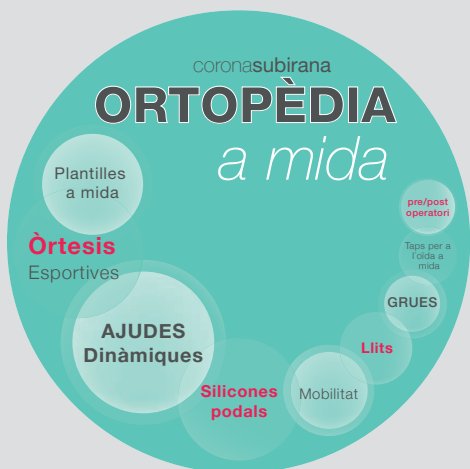 coronasubirana
ORTOPÈDIA
a mida
Plantilles
a mida
Òrtesis
Esportives
AJUDES
Dinàmiques
Silicones
podals
Mobilitat
Llits
GRUES
Taps per a
l'oïda a
mida
pre/post
operatori